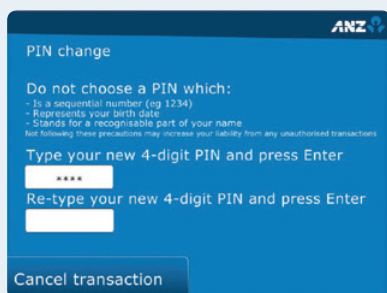 ANZ
PIN change
Do not choose a PIN which:
- Is a sequential number (eg 1234)
- Represents your birth date
- Stands for a recognisable part of your name
Not following these precautions may increase your liability from any unauthorised transactions
Type your new 4-digit PIN and press Enter
****
Re-type your new 4-digit PIN and press Enter
Cancel transaction